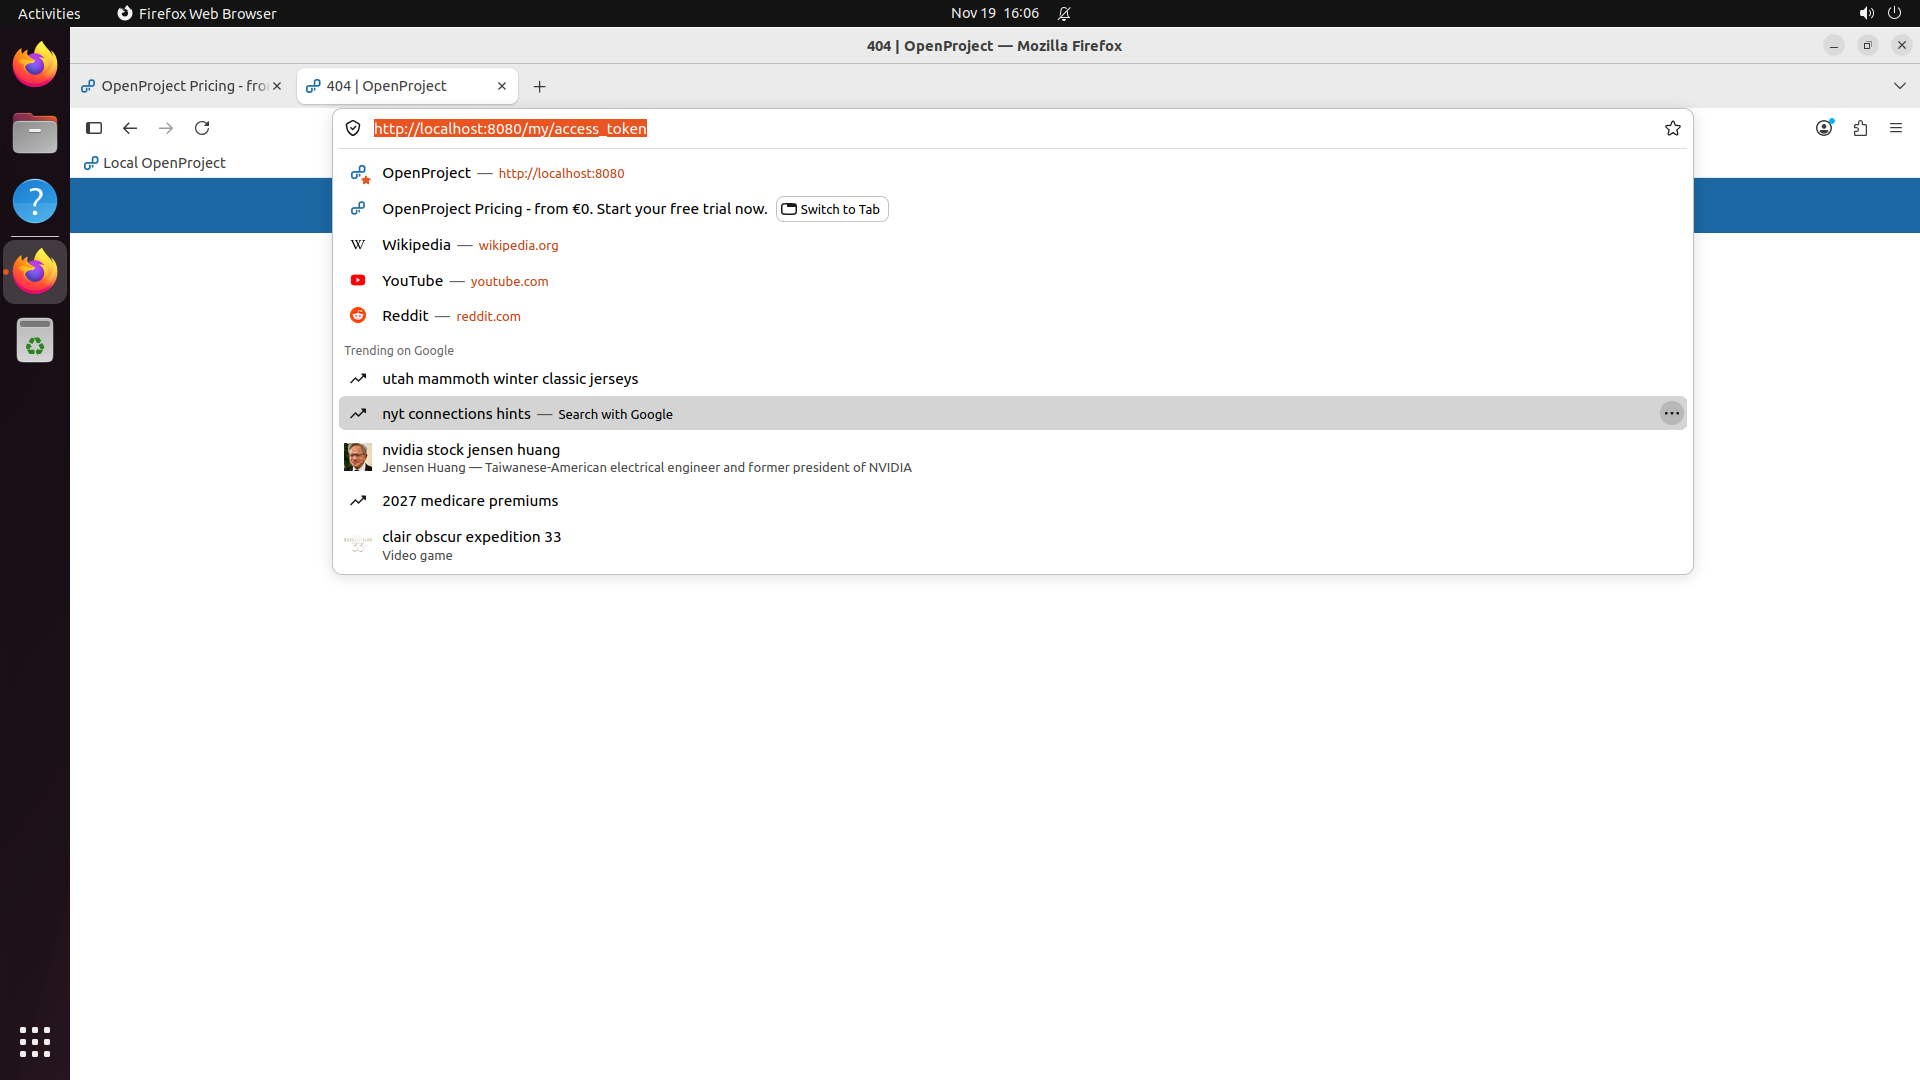 Activities
Firefox Web Browser
Nov 19 16:06
404 | OpenProject — Mozilla Firefox
OpenProject Pricing - fro
404 | OpenProject
http://localhost:8080/my/access_token
Local OpenProject
OpenProject — http://localhost:8080
OpenProject Pricing - from €0. Start your free trial now. Switch to Tab
Wikipedia — wikipedia.org
YouTube — youtube.com
Reddit — reddit.com
Trending on Google
utah mammoth winter classic jerseys
nyt connections hints — Search with Google
nvidia stock jensen huang
Jensen Huang — Taiwanese-American electrical engineer and former president of NVIDIA
2027 medicare premiums
clair obscur expedition 33
Video game